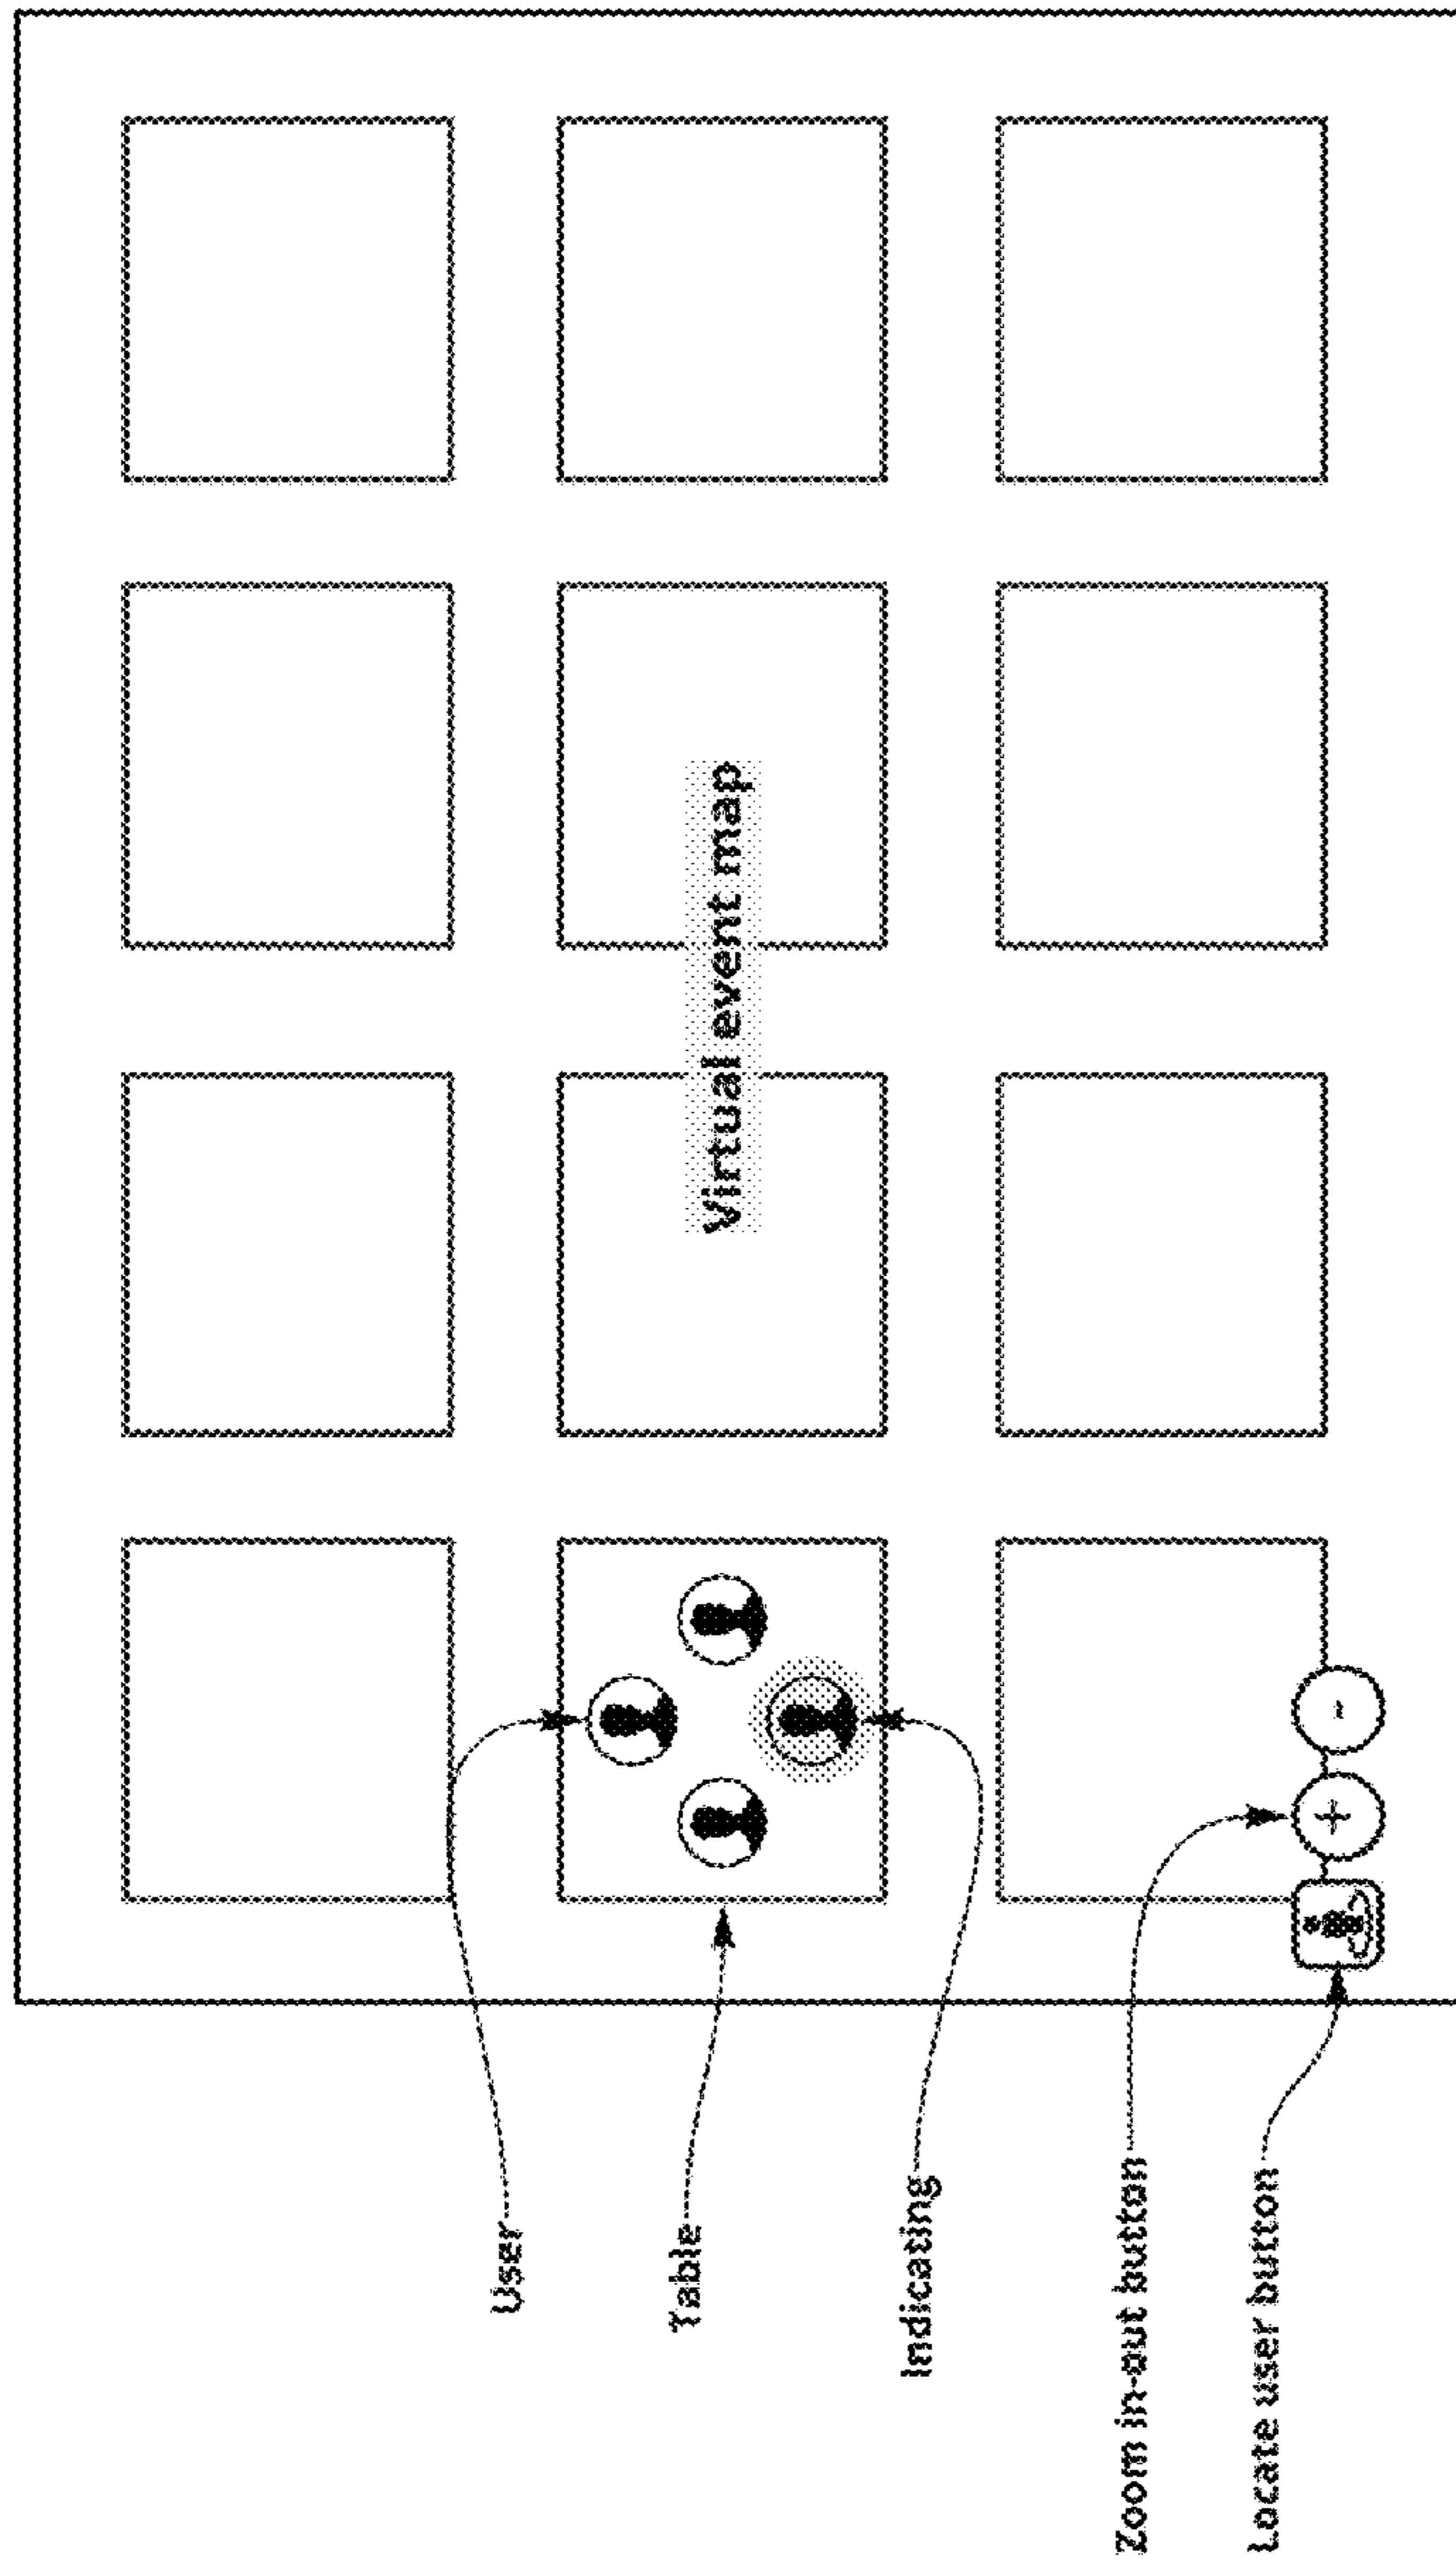 Virtual event map
User
Table
Indicating
Zoom in-out button
Locate user button
+
-